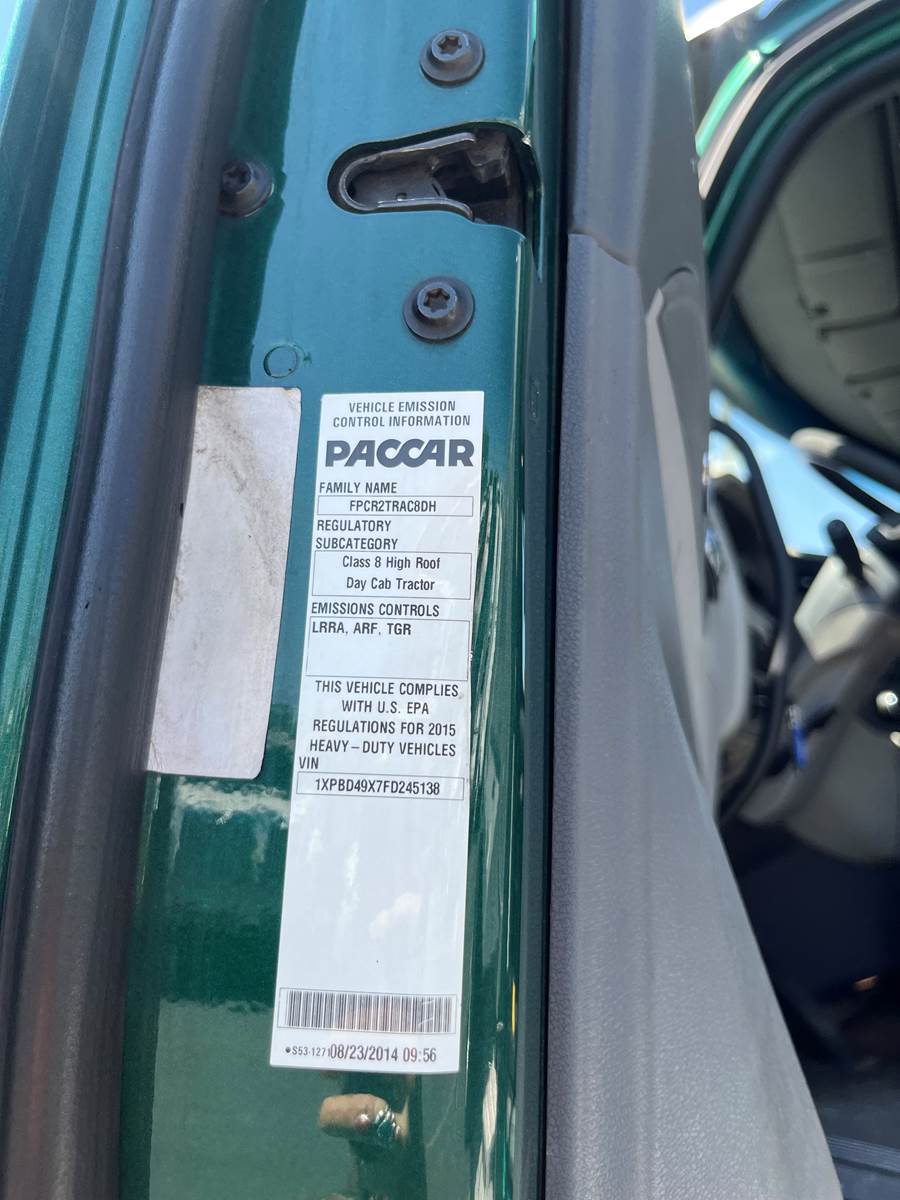 VEHICLE EMISSION
CONTROL INFORMATION
PACCAR
FAMILY NAME
FPCR2TRAC8DH
REGULATORY
SUBCATEGORY
Class 8 High Roof
Day Cab Tractor
EMISSIONS CONTROLS
LRRA, ARF, TGR
THIS VEHICLE COMPLIES
WITH U.S. EPA
REGULATIONS FOR 2015
HEAVY-DUTY VEHICLES
VIN
1XPBD49X7FD245138
S53-1271 08/23/2014 09:56